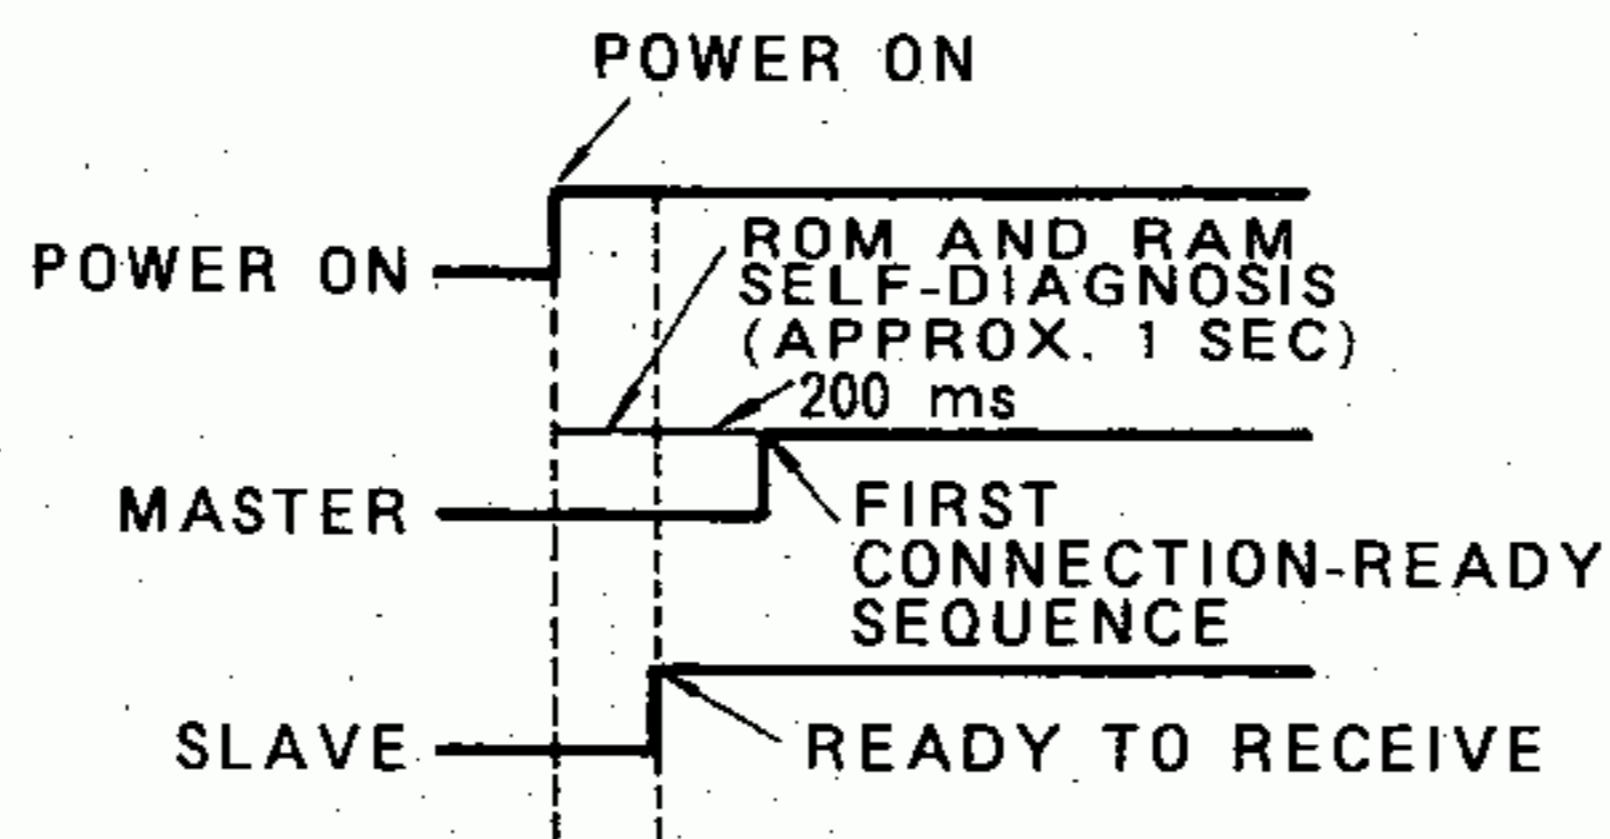 POWER ON
POWER ON
ROM AND RAM
SELF-DIAGNOSIS
(APPROX. 1 SEC)
200 ms
MASTER
FIRST
CONNECTION-READY
SEQUENCE
SLAVE
READY TO RECEIVE